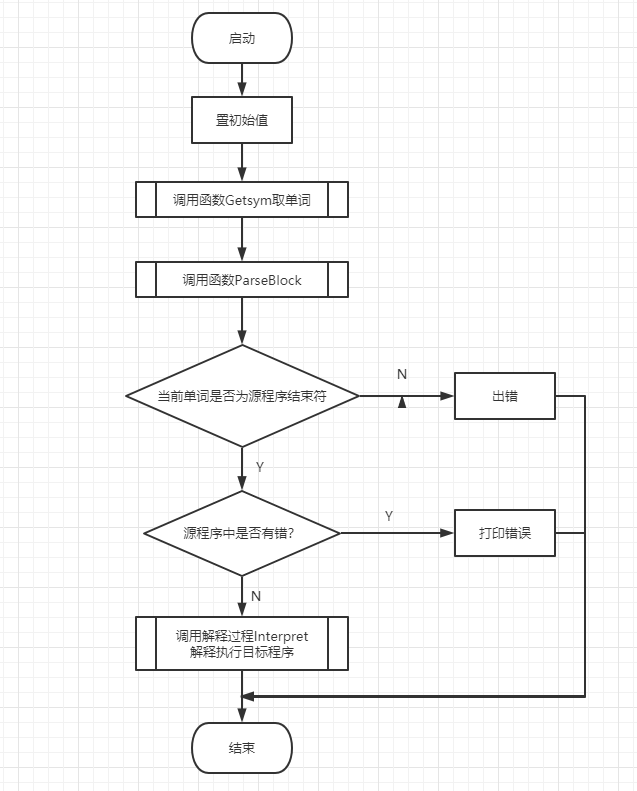 启动
置初始值
调用函数Getsym取单词
调用函数ParseBlock
当前单词是否为源程序结束符
N
出错
Y
源程序中是否有错?
Y
打印错误
N
调用解释过程Interpret
解释执行目标程序
结束